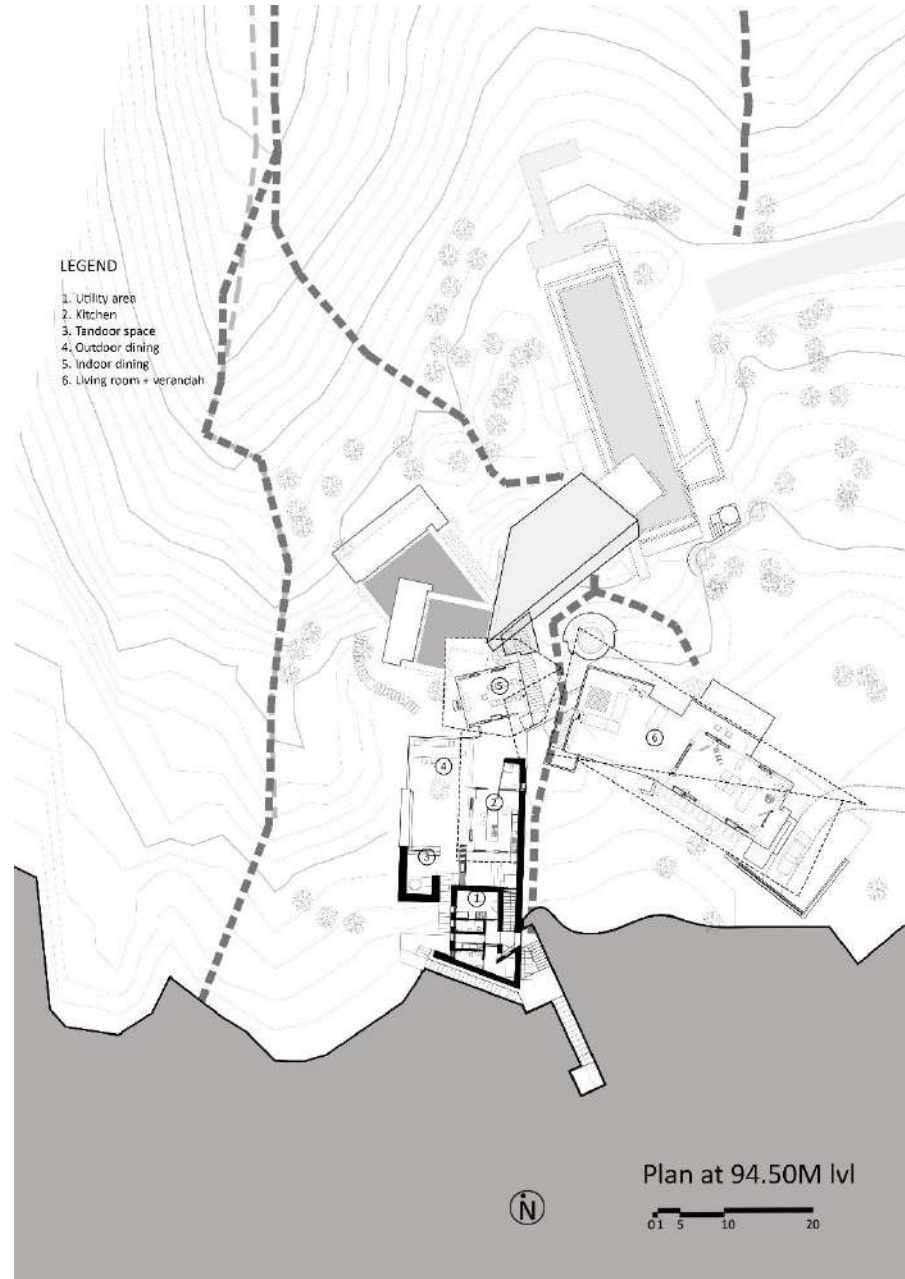 LEGEND
1. Utility area
2. Kitchen
3. Tandoor space
4. Outdoor dining
5. Indoor dining
6. Living room + verandah
5
6
4
2
3
1
Plan at 94.50M lvl
N
0 1 5 10 20